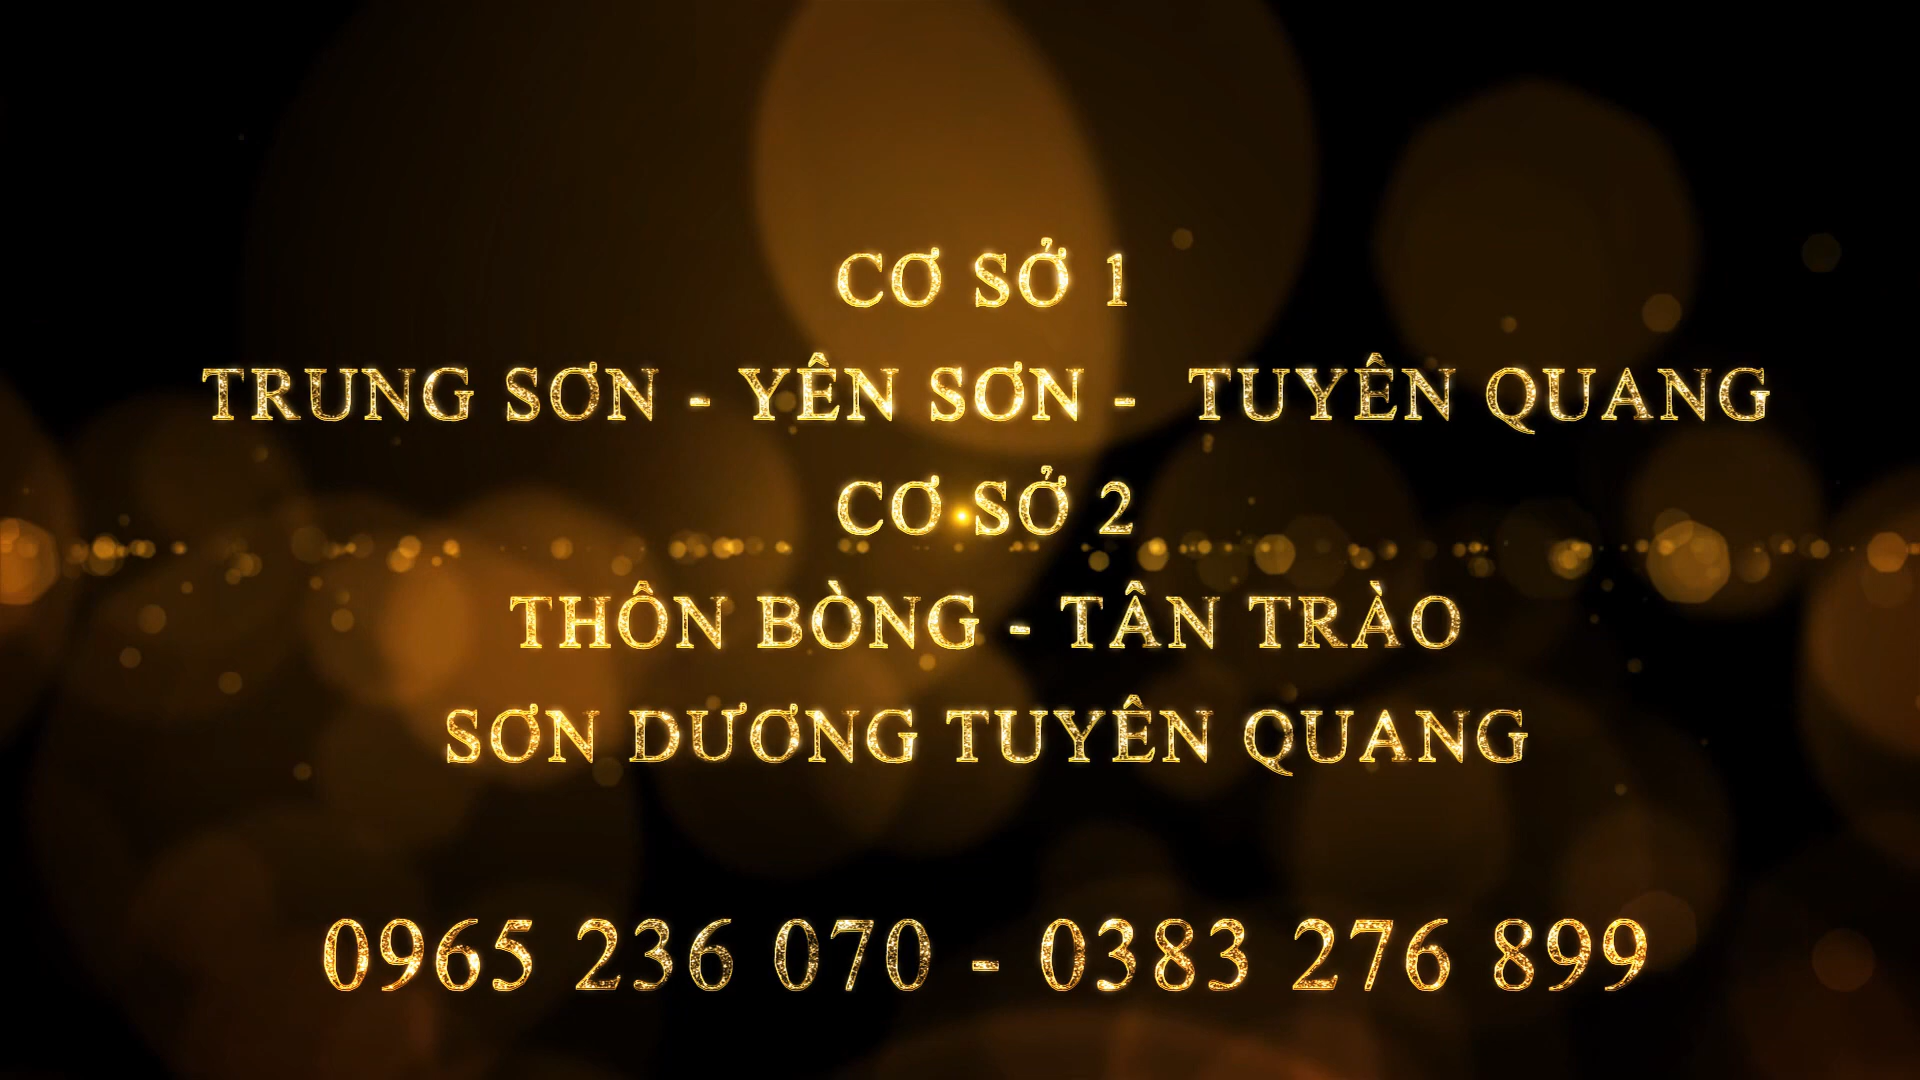 CƠ SỞ 1
TRUNG SƠN - YÊN SƠN - TUYÊN QUANG
CƠ SỞ 2
THÔN BÒNG - TÂN TRÀO
SƠN DƯƠNG TUYÊN QUANG
0965 236 070 - 0383 276 899